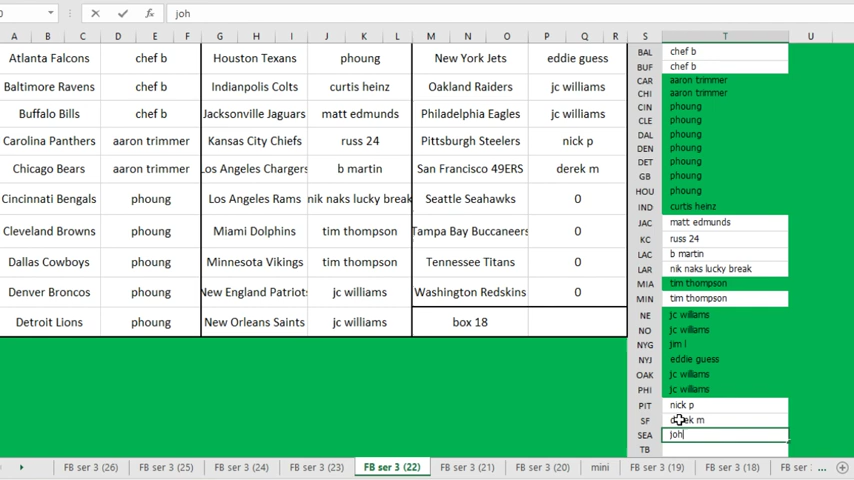 joh
A B C D E F G H I J K L M N O P Q R S T U
Atlanta Falcons chef b Houston Texans phoung New York Jets eddie guess
Baltimore Ravens chef b Indianpolis Colts curtis heinz Oakland Raiders jc williams
Buffalo Bills chef b Jacksonville Jaguars matt edmunds Philadelphia Eagles jc williams
Carolina Panthers aaron trimmer Kansas City Chiefs russ 24 Pittsburgh Steelers nick p
Chicago Bears aaron trimmer Los Angeles Chargers b martin San Francisco 49ERS derek m
Cincinnati Bengals phoung Los Angeles Rams nik naks lucky break Seattle Seahawks 0
Cleveland Browns phoung Miami Dolphins tim thompson Tampa Bay Buccaneers 0
Dallas Cowboys phoung Minnesota Vikings tim thompson Tennessee Titans 0
Denver Broncos phoung New England Patriots jc williams Washington Redskins 0
Detroit Lions phoung New Orleans Saints jc williams box 18
BAL chef b
BUF chef b
CAR aaron trimmer
CHI aaron trimmer
CIN phoung
CLE phoung
DAL phoung
DEN phoung
DET phoung
GB phoung
HOU phoung
IND curtis heinz
JAC matt edmunds
KC russ 24
LAC b martin
LAR nik naks lucky break
MIA tim thompson
MIN tim thompson
NE jc willams
NO jc willams
NYG jim l
NYJ eddie guess
OAK jc willams
PHI jc willams
PIT nick p
SF derek m
SEA joh
TB
FB ser 3 (26) FB ser 3 (25) FB ser 3 (24) FB ser 3 (23) FB ser 3 (22) FB ser 3 (21) FB ser 3 (20) mini FB ser 3 (19) FB ser 3 (18) FB ser : ...